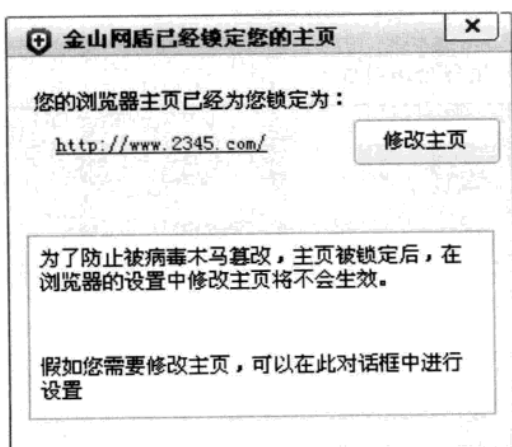 金山网盾已经锁定您的主页
您的浏览器主页已经为您锁定为：
http://www.2345.com/
修改主页
为了防止被病毒木马篡改，主页被锁定后，在
浏览器的设置中修改主页将不会生效。
假如您需要修改主页，可以在此对话框中进行
设置